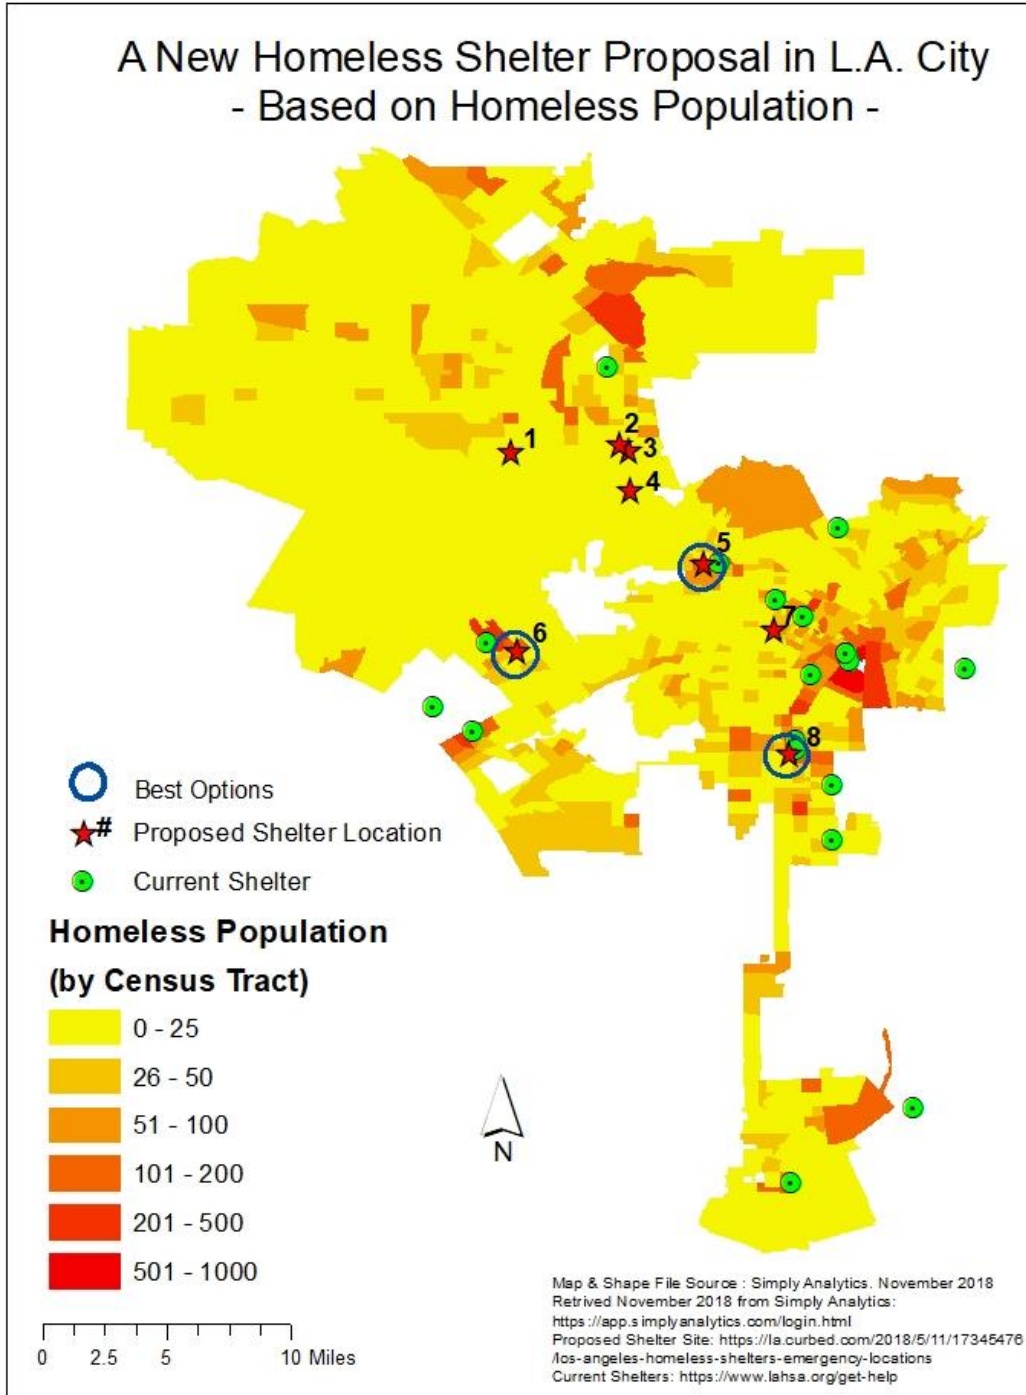 A New Homeless Shelter Proposal in L.A. City
- Based on Homeless Population -
2
1
3
4
5
6
7
8
Best Options
# Proposed Shelter Location
Current Shelter
Homeless Population
(by Census Tract)
0 - 25
26 - 50
51 - 100
101 - 200
201 - 500
501 - 1000
N
0 2.5 5 10 Miles
Map & Shape File Source : Simply Analytics. November 2018
Retrived November 2018 from Simply Analytics:
https://app.simplyanalytics.com/login.html
Proposed Shelter Site: https://la.curbed.com/2018/5/11/17345476
/los-angeles-homeless-shelters-emergency-locations
Current Shelters: https://www.lahsa.org/get-help